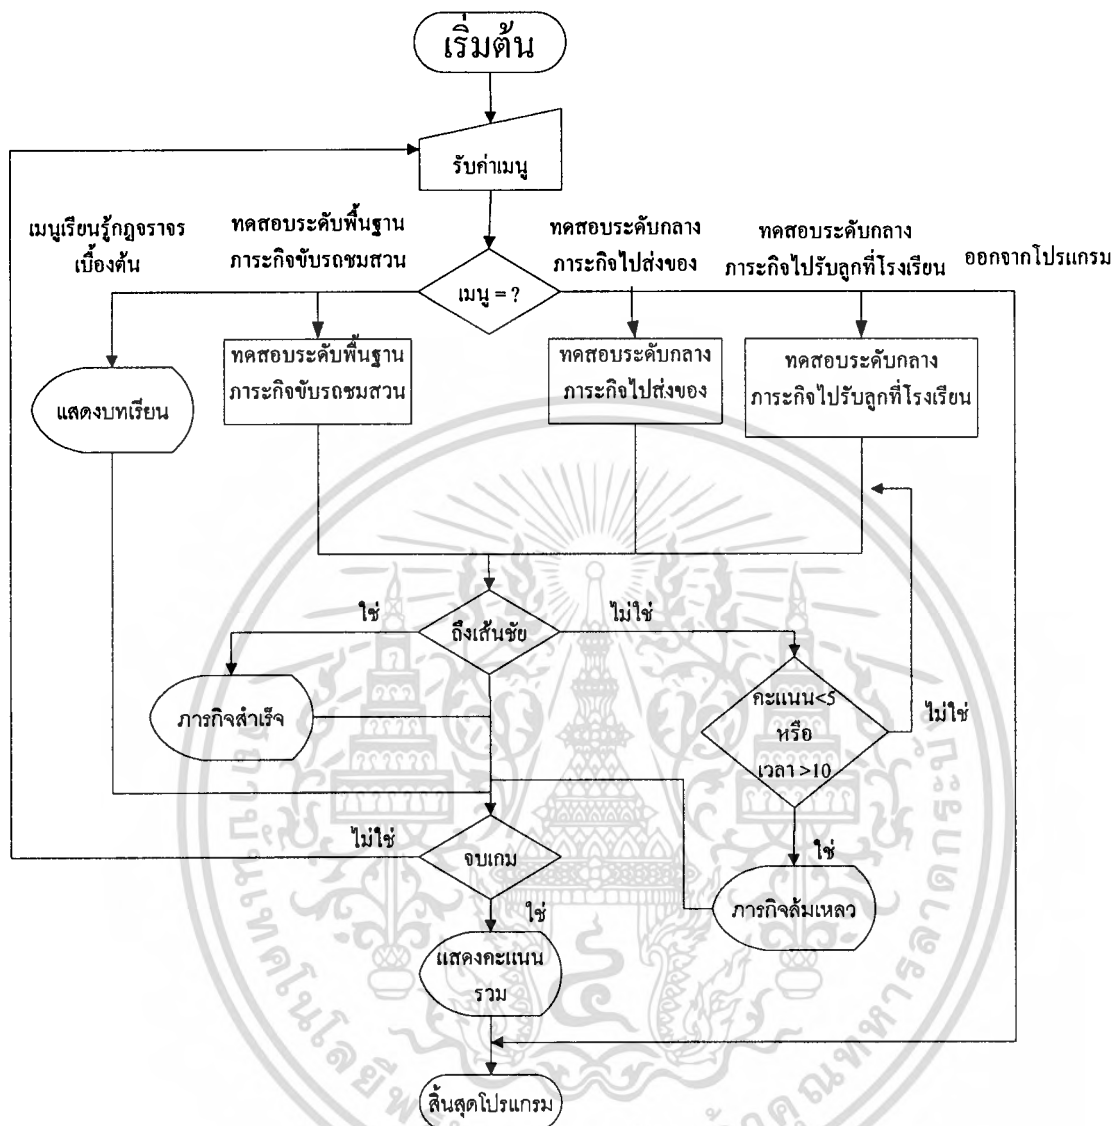 เริ่มต้น
รับค่าเมนู
เมนูเรียนรู้กฎจราจร
เบื้องต้น
ทดสอบระดับพื้นฐาน
ภาระกิจขับรถชมสวน
ทดสอบระดับกลาง
ภาระกิจไปส่งของ
ทดสอบระดับกลาง
ภาระกิจไปรับลูกที่โรงเรียน
ออกจากโปรแกรม
เมนู = ?
แสดงบทเรียน
ทดสอบระดับพื้นฐาน
ภาระกิจขับรถชมสวน
ทดสอบระดับกลาง
ภาระกิจไปส่งของ
ทดสอบระดับกลาง
ภาระกิจไปรับลูกที่โรงเรียน
ใช่
ถึงเส้นชัย
ไม่ใช่
ภารกิจสำเร็จ
คะแนน<5
หรือ
เวลา >10
ไม่ใช่
ไม่ใช่
จบเกม
ใช่
ใช่
ภารกิจล้มเหลว
แสดงคะแนน
รวม
สิ้นสุดโปรแกรม